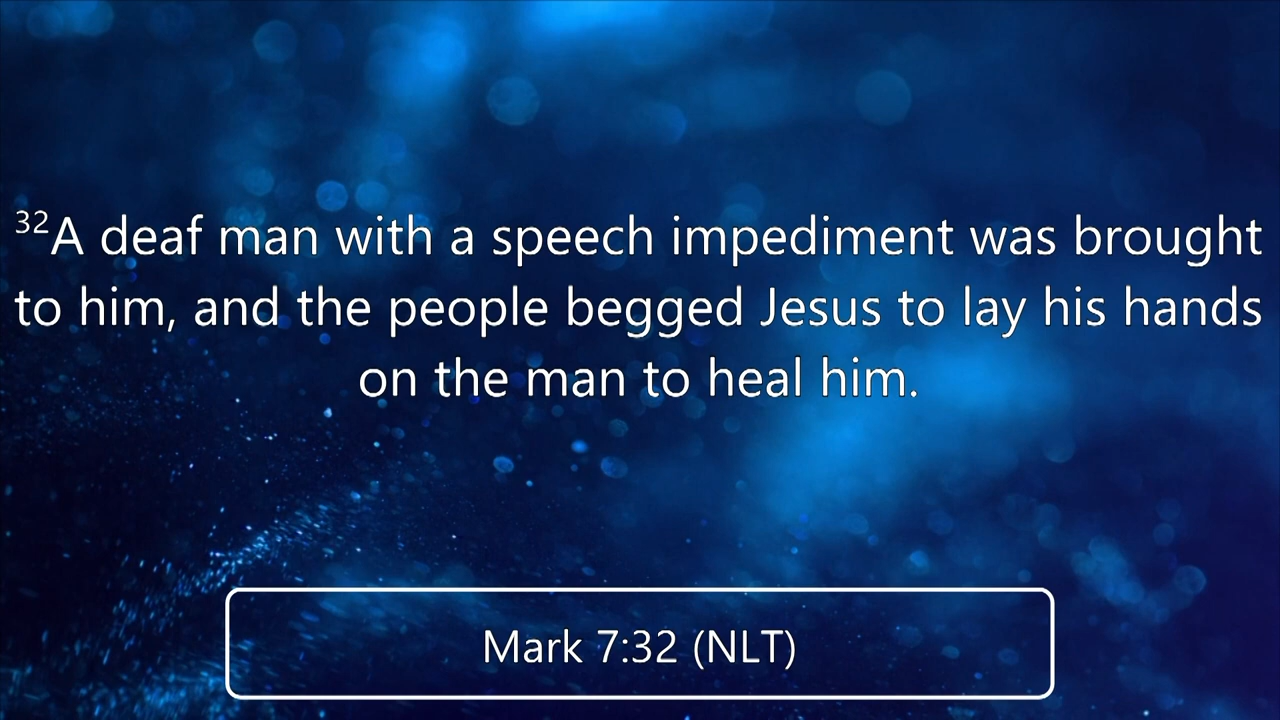 32A deaf man with a speech impediment was brought
to him, and the people begged Jesus to lay his hands
on the man to heal him.
Mark 7:32 (NLT)